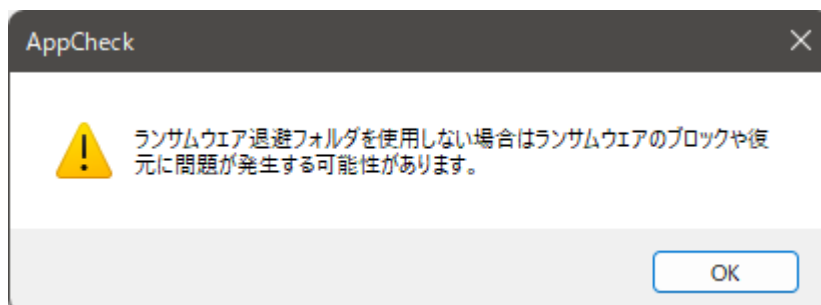 AppCheck
ランサムウェア退避フォルダを使用しない場合はランサムウェアのブロックや復
元に問題が発生する可能性があります。
OK